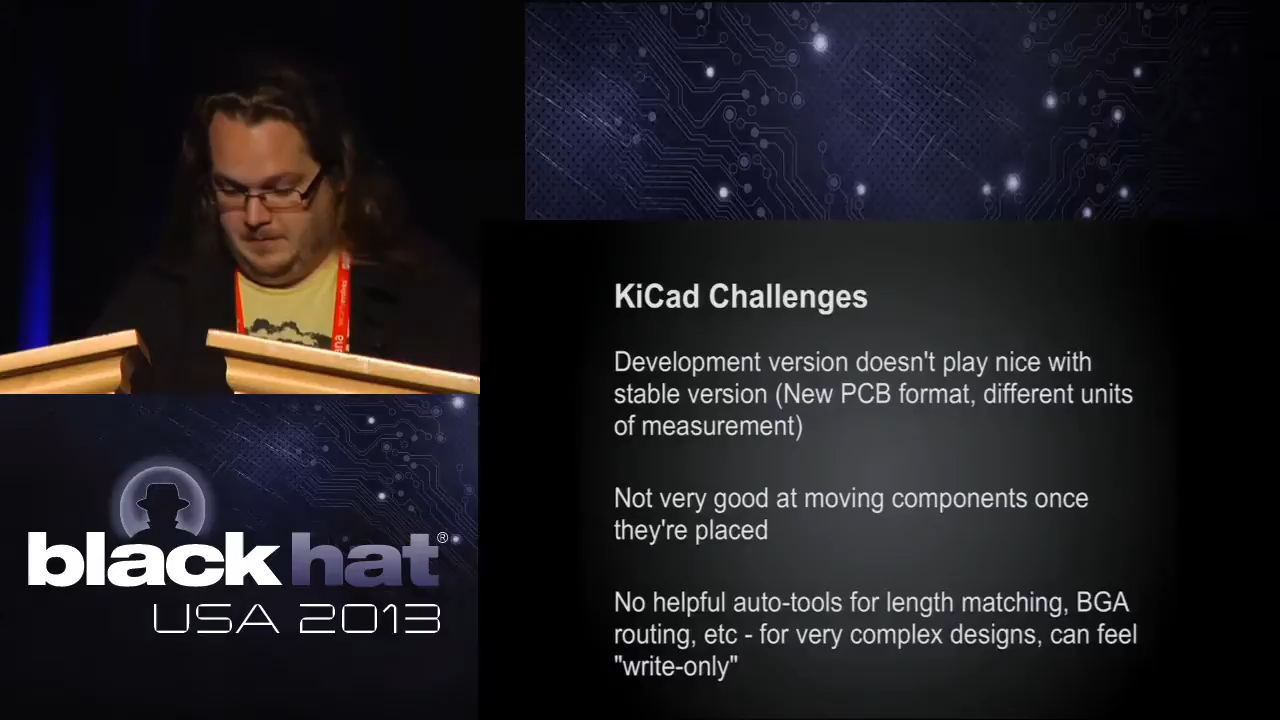 KiCad Challenges
Development version doesn't play nice with
stable version (New PCB format, different units
of measurement)
Not very good at moving components once
they're placed
No helpful auto-tools for length matching, BGA
routing, etc - for very complex designs, can feel
"write-only"
black hat®
USA 2013